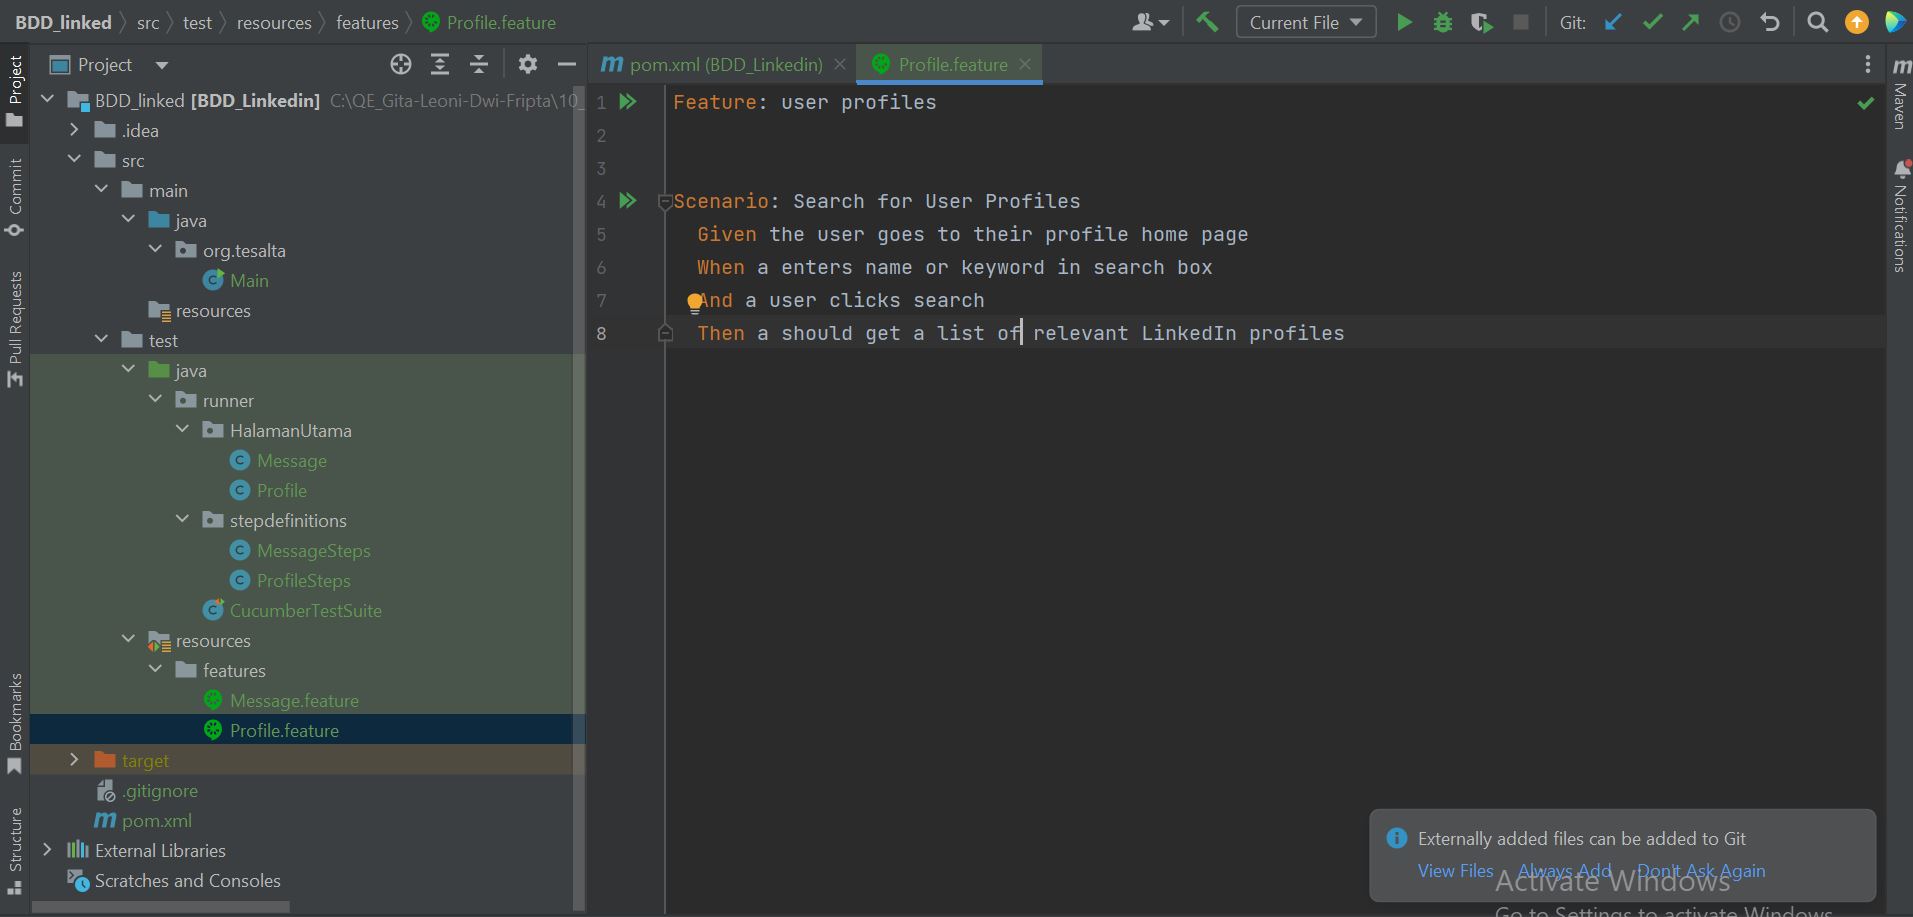 BDD_linked src test resources features Profile.feature
Current File
Git:
Project
pom.xml (BDD_Linkedin)
Profile.feature
Project
Commit
Pull Requests
Bookmarks
Structure
BDD_linked [BDD_Linkedin] C:\QE_Gita-Leoni-Dwi-Fripta\10_
.idea
src
main
java
org.tesalta
Main
resources
test
java
runner
HalamanUtama
Message
Profile
stepdefinitions
MessageSteps
ProfileSteps
CucumberTestSuite
resources
features
Message.feature
Profile.feature
target
.gitignore
pom.xml
External Libraries
Scratches and Consoles
1 Feature: user profiles
2
3
4 Scenario: Search for User Profiles
5 Given the user goes to their profile home page
6 When a enters name or keyword in search box
7 And a user clicks search
8 Then a should get a list of relevant LinkedIn profiles
Maven
Notifications
Externally added files can be added to Git
View Files Always Add Don't Ask Again
Activate Windows
Go to Settings to activate Windows